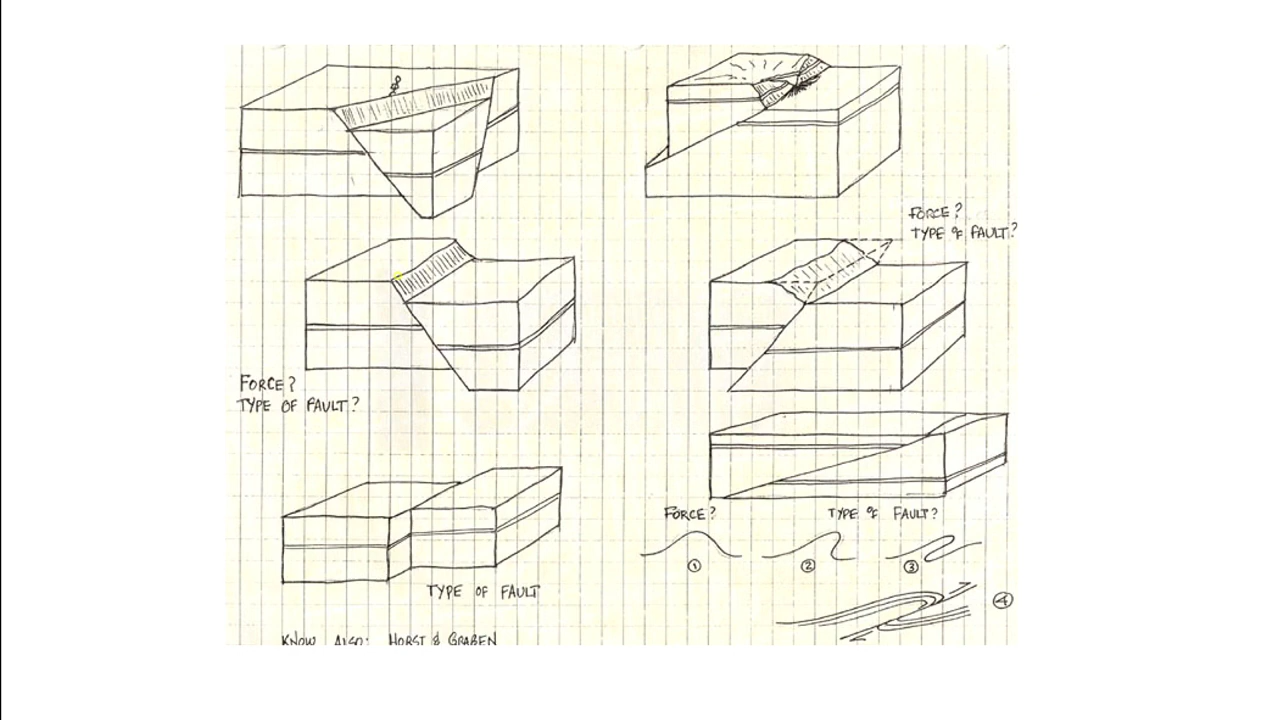 FORCE?
TYPE OF FAULT?
FORCE?
TYPE OF FAULT?
FORCE? TYPE OF FAULT?
1 2 3
4
TYPE OF FAULT
KNOW ALSO: HORST & GRABEN